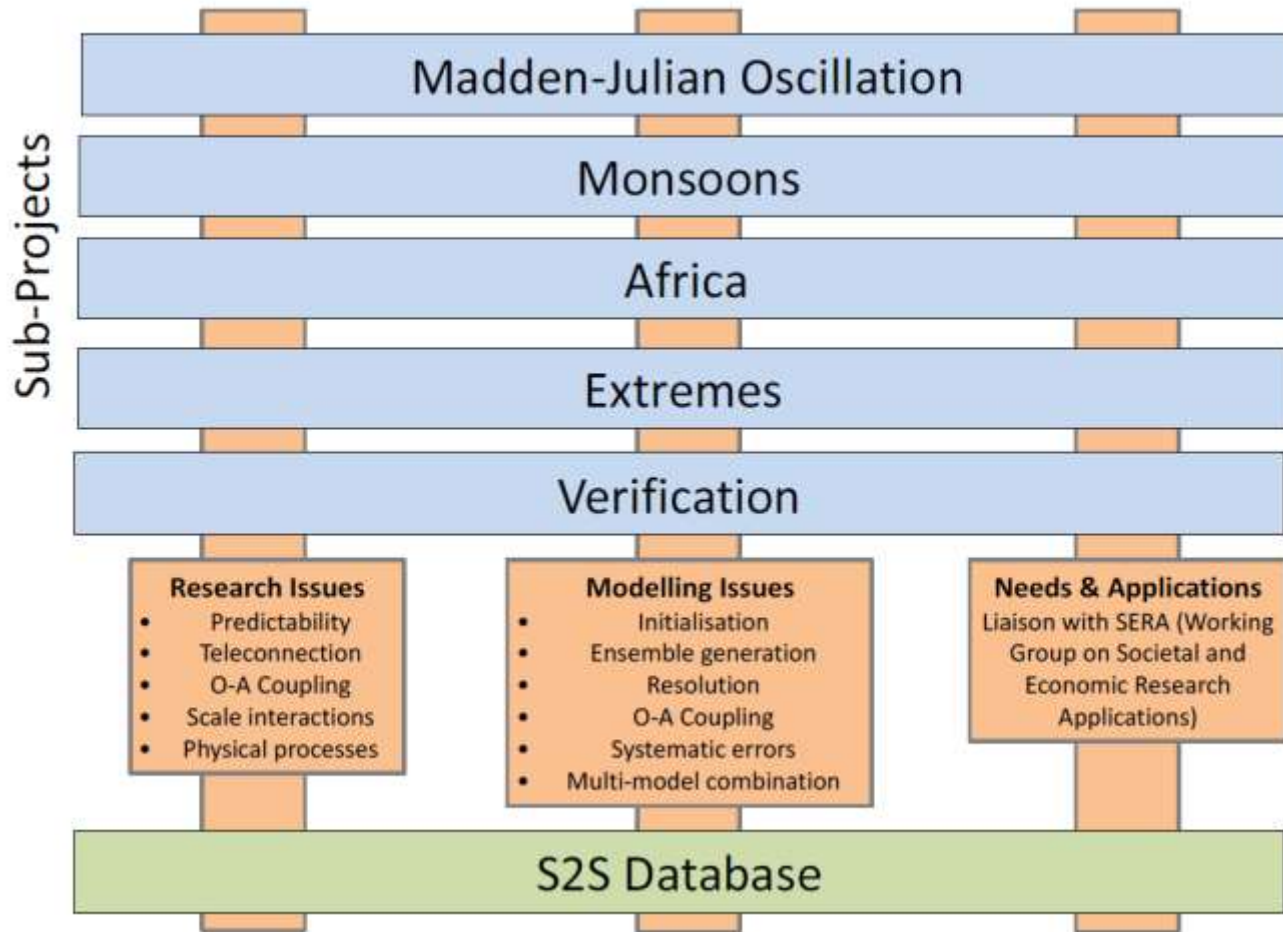 Sub-Projects
Madden-Julian Oscillation
Monsoons
Africa
Extremes
Verification
Research Issues
• Predictability
• Teleconnection
• O-A Coupling
• Scale interactions
• Physical processes
Modelling Issues
• Initialisation
• Ensemble generation
• Resolution
• O-A Coupling
• Systematic errors
• Multi-model combination
Needs & Applications
Liaison with SERA (Working
Group on Societal and
Economic Research
Applications)
S2S Database